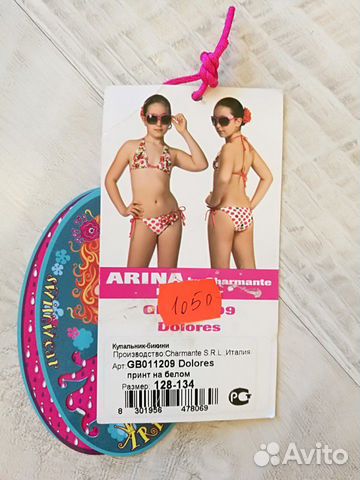 ARINA by Charmante
1050
Dolores
Купальник-бикини
Производство:Charmante S.R.L.,Италия
Арт: GB011209 Dolores
принт на белом
Размер: 128-134
8 301956 478069
Avito